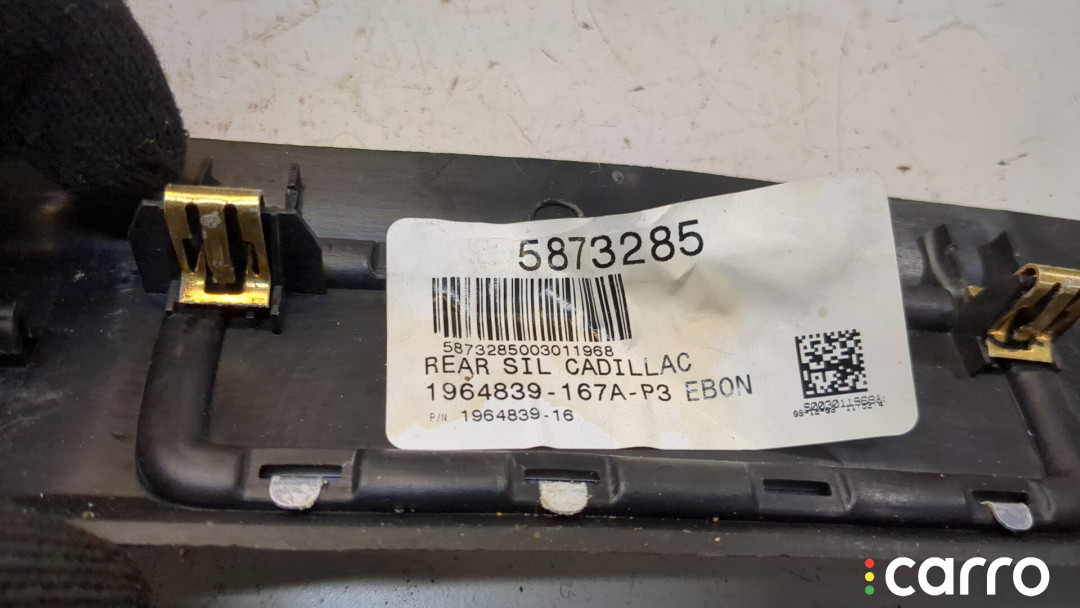 5873285
5873285003011968
REAR SIL CADILLAC
1964839-167A-P3 EBON
P/N 1964839-16
carro